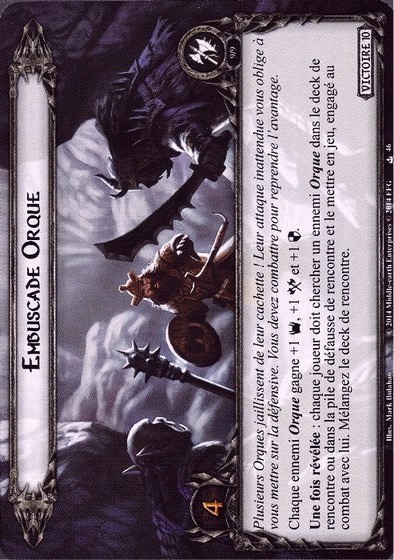 EMBUSCADE ORQUE
4
9/9
Plusieurs Orques jaillissent de leur cachette ! Leur attaque inattendue vous oblige à
vous mettre sur la défensive. Vous devez combattre pour reprendre l'avantage.
Chaque ennemi Orque gagne +1 , +1 et +1 .
Une fois révélée : chaque joueur doit chercher un ennemi Orque dans le deck de
rencontre ou dans la pile de défausse de rencontre et le mettre en jeu, engagé au
combat avec lui. Mélangez le deck de rencontre.
VICTOIRE 10
Illus. Mark Bulahao © 2014 Middle-earth Enterprises © 2014 FFG 46